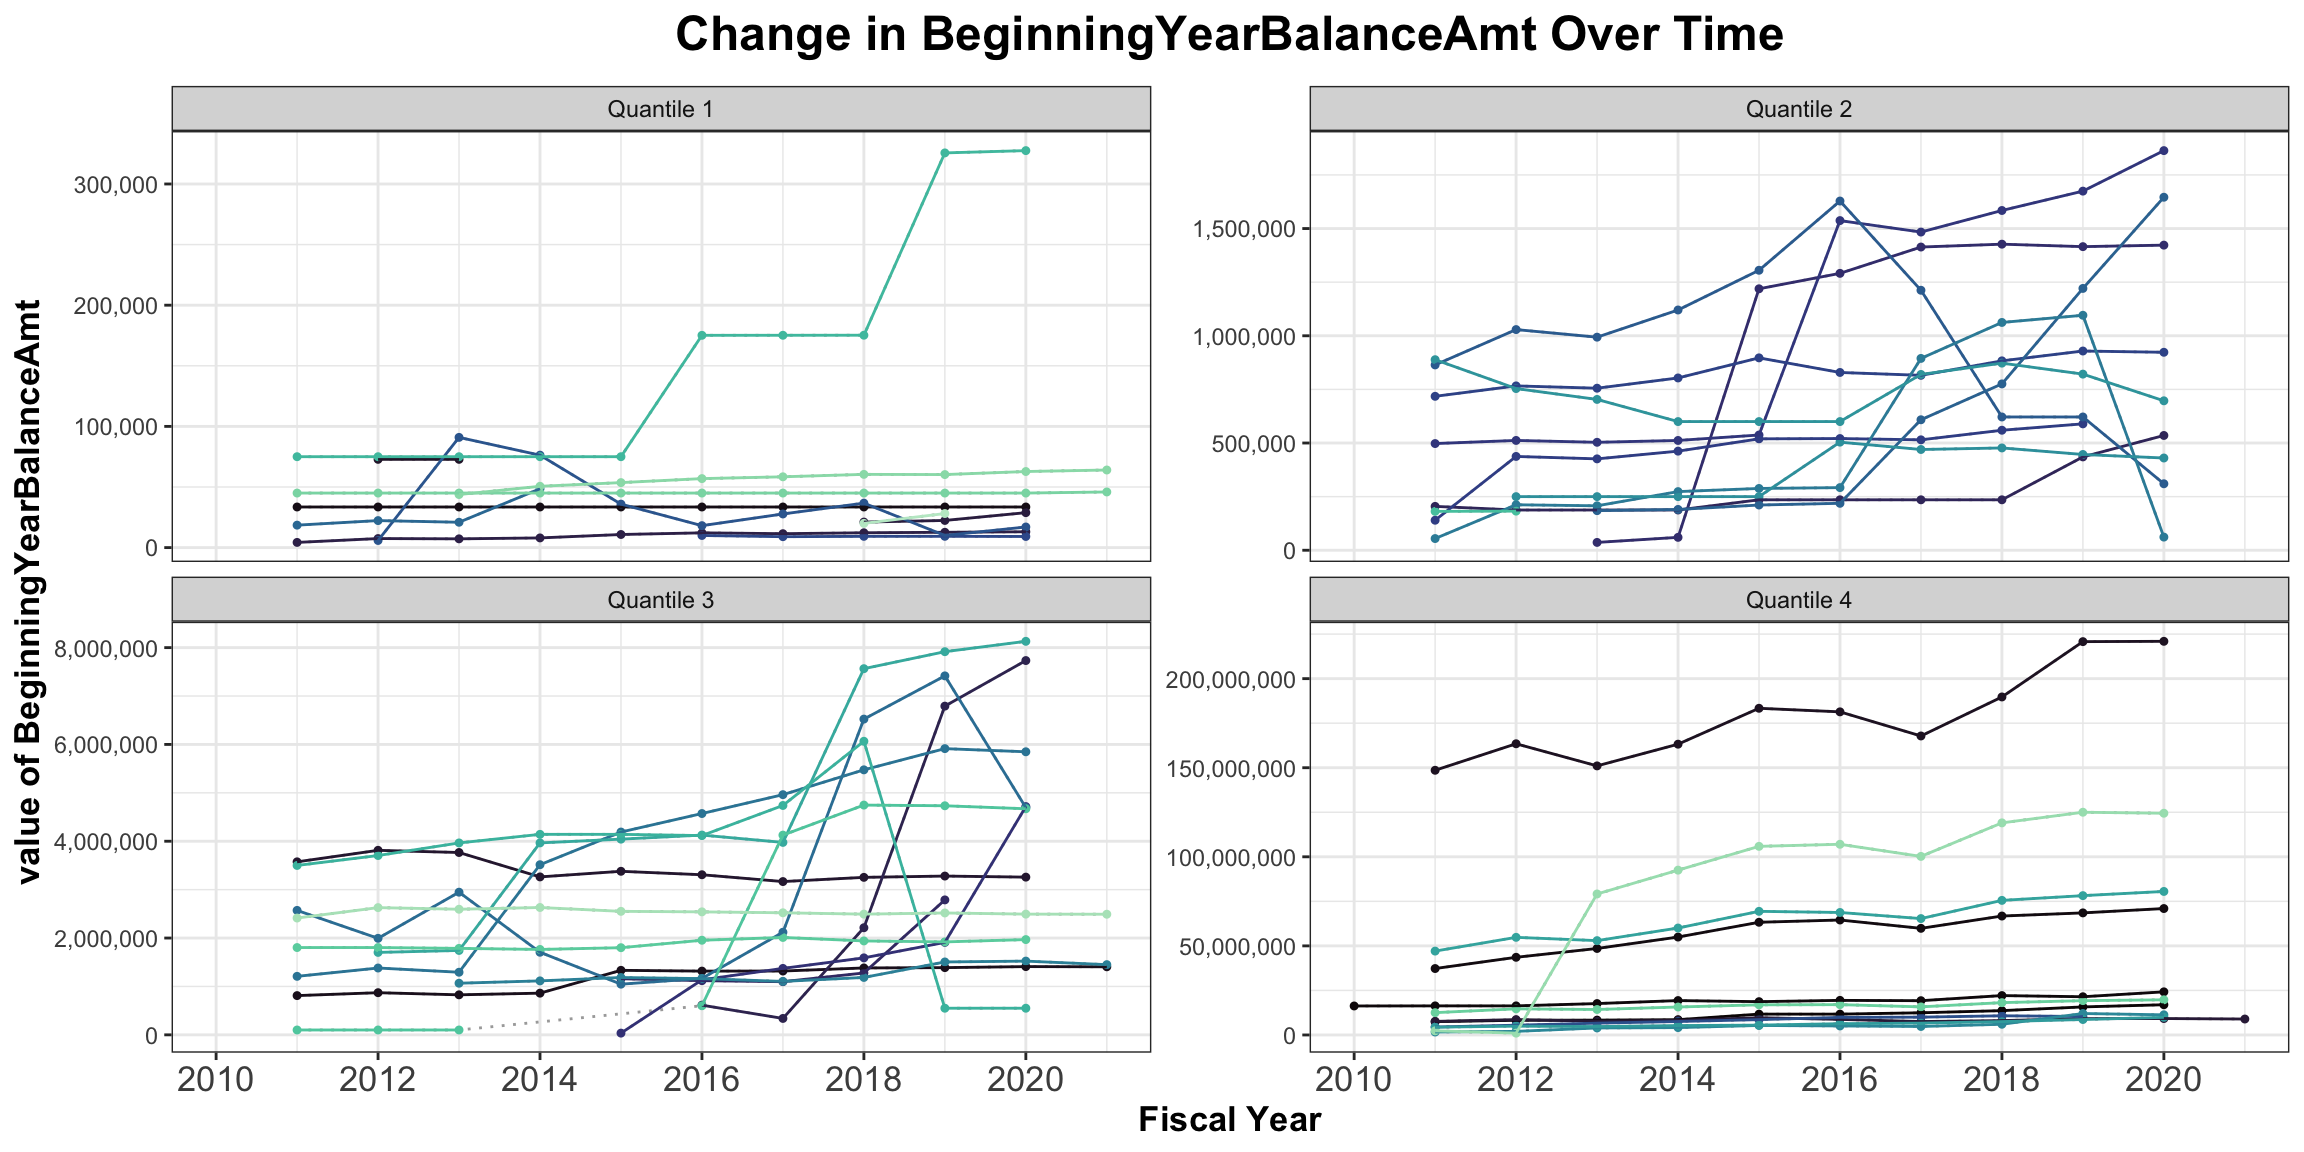 Change in BeginningYearBalanceAmt Over Time
value of BeginningYearBalanceAmt
Quantile 1
300,000
200,000
100,000
0
Quantile 2
1,500,000
1,000,000
500,000
0
Quantile 3
8,000,000
6,000,000
4,000,000
2,000,000
0
2010 2012 2014 2016 2018 2020
Quantile 4
200,000,000
150,000,000
100,000,000
50,000,000
0
2010 2012 2014 2016 2018 2020
Fiscal Year